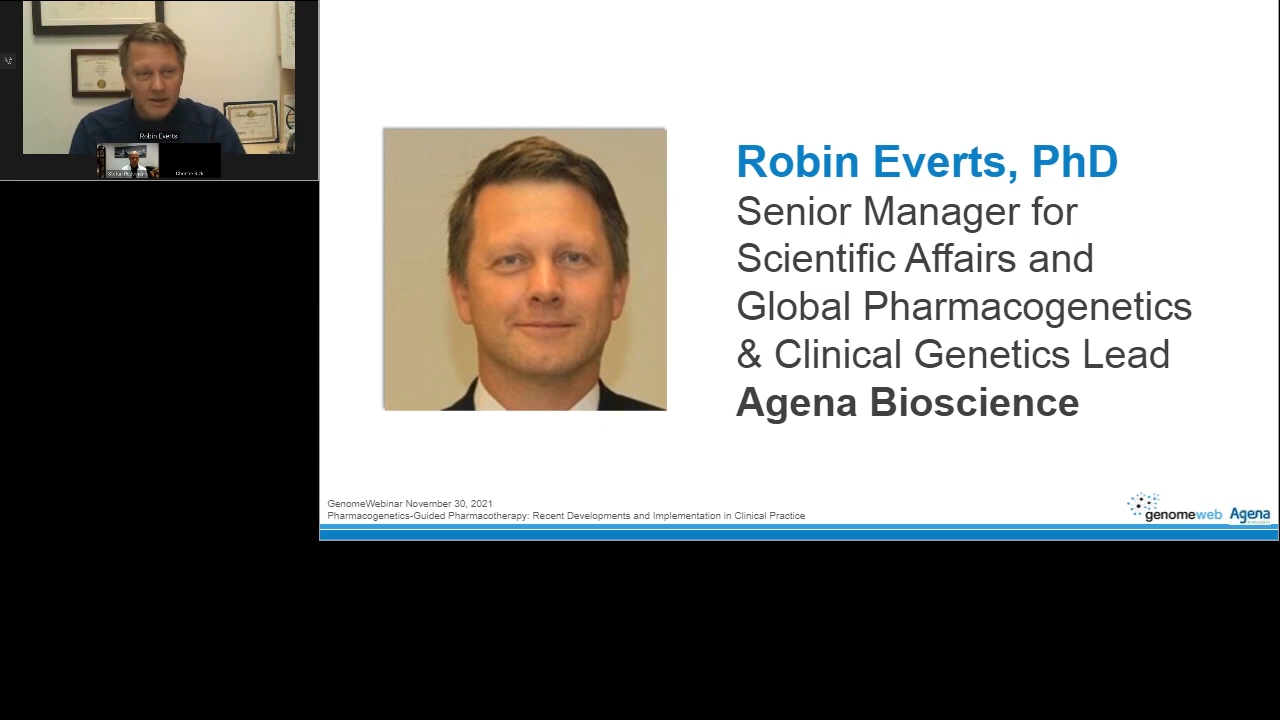 Robin Everts
Robin Everts, PhD
Senior Manager for
Scientific Affairs and
Global Pharmacogenetics
& Clinical Genetics Lead
Agena Bioscience
GenomeWebinar November 30, 2021
Pharmacogenetics-Guided Pharmacotherapy: Recent Developments and Implementation in Clinical Practice
genomeweb
Agena